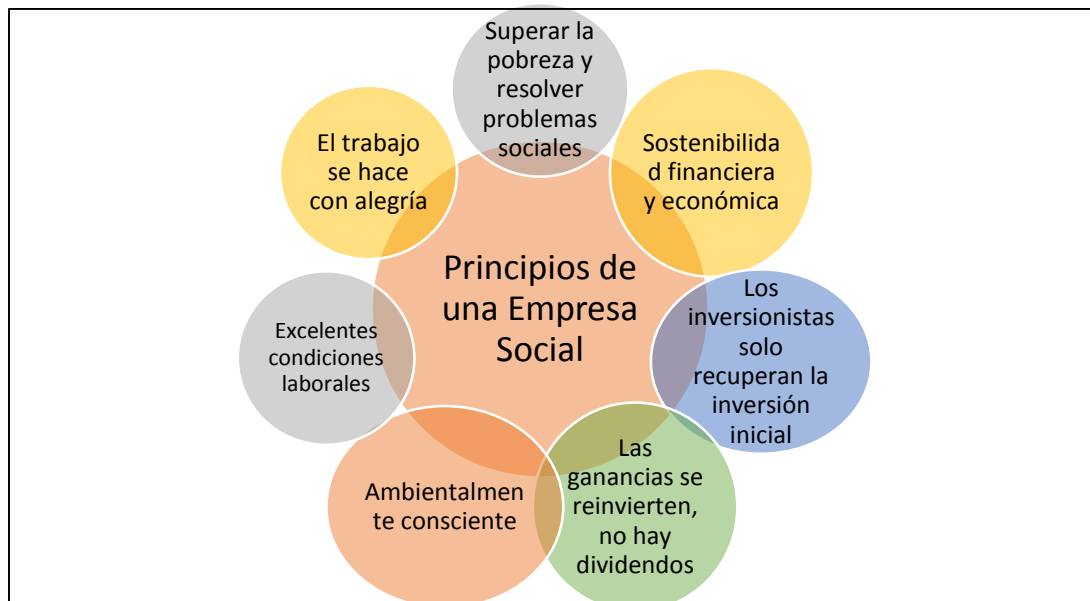 Superar la
pobreza y
resolver
problemas
sociales
Sostenibilida
d financiera
y económica
Los
inversionistas
solo
recuperan la
inversión
inicial
Las
ganancias se
reinvierten,
no hay
dividendos
Ambientalmen
te consciente
Excelentes
condiciones
laborales
El trabajo
se hace
con alegría
Principios de
una Empresa
Social